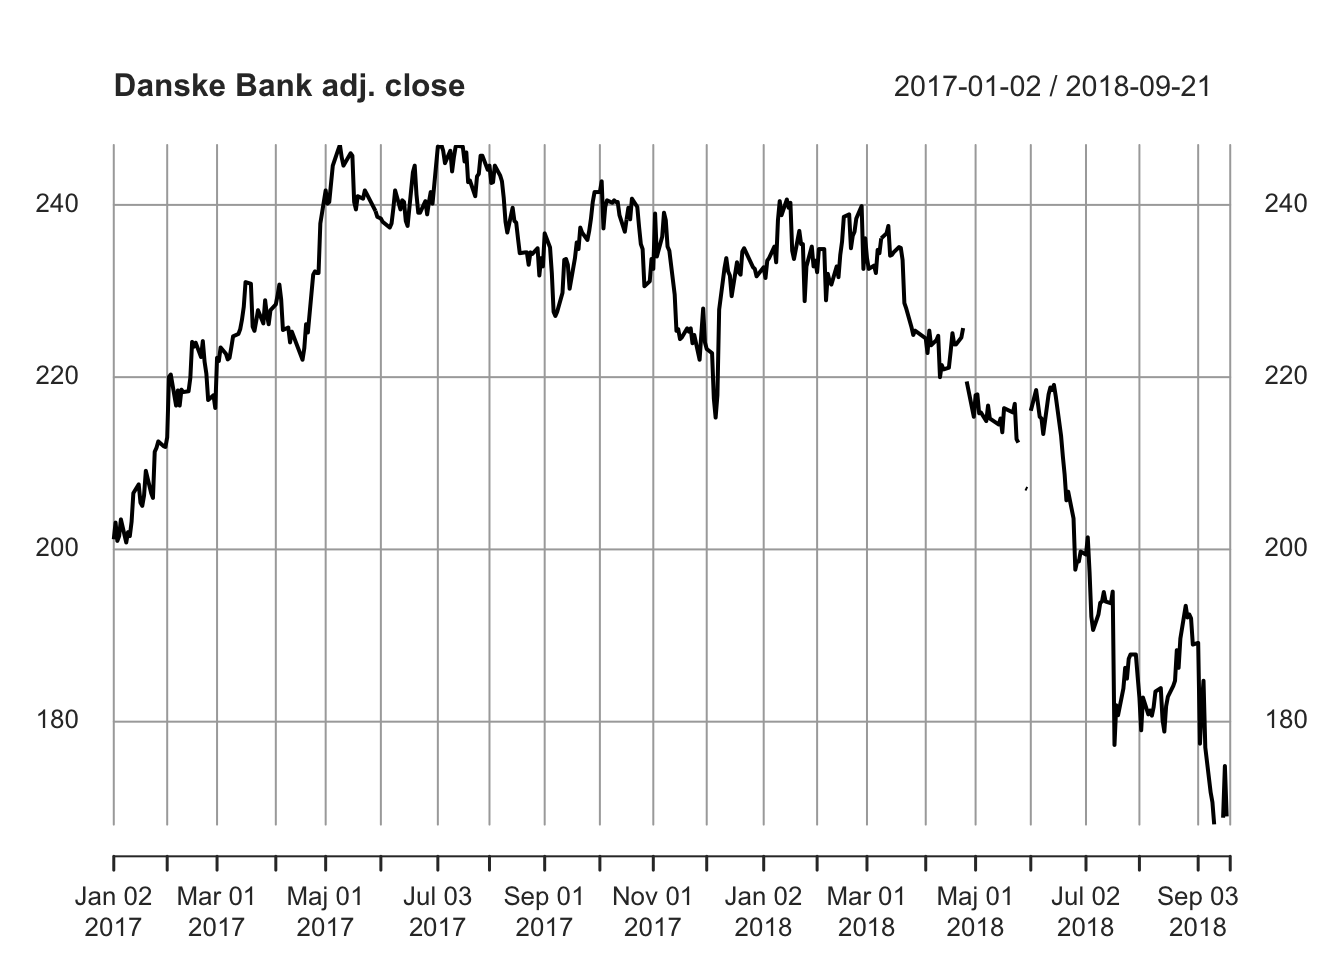 Danske Bank adj. close 2017-01-02 / 2018-09-21
240 240
220 220
200 200
180 180
Jan 02 Mar 01 Maj 01 Jul 03 Sep 01 Nov 01 Jan 02 Mar 01 Maj 01 Jul 02 Sep 03
2017 2017 2017 2017 2017 2017 2018 2018 2018 2018 2018